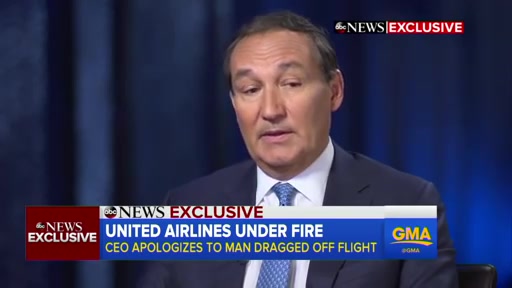 abc NEWS EXCLUSIVE
abc NEWS EXCLUSIVE
abc NEWS
EXCLUSIVE
UNITED AIRLINES UNDER FIRE
CEO APOLOGIZES TO MAN DRAGGED OFF FLIGHT
GMA
#GMA